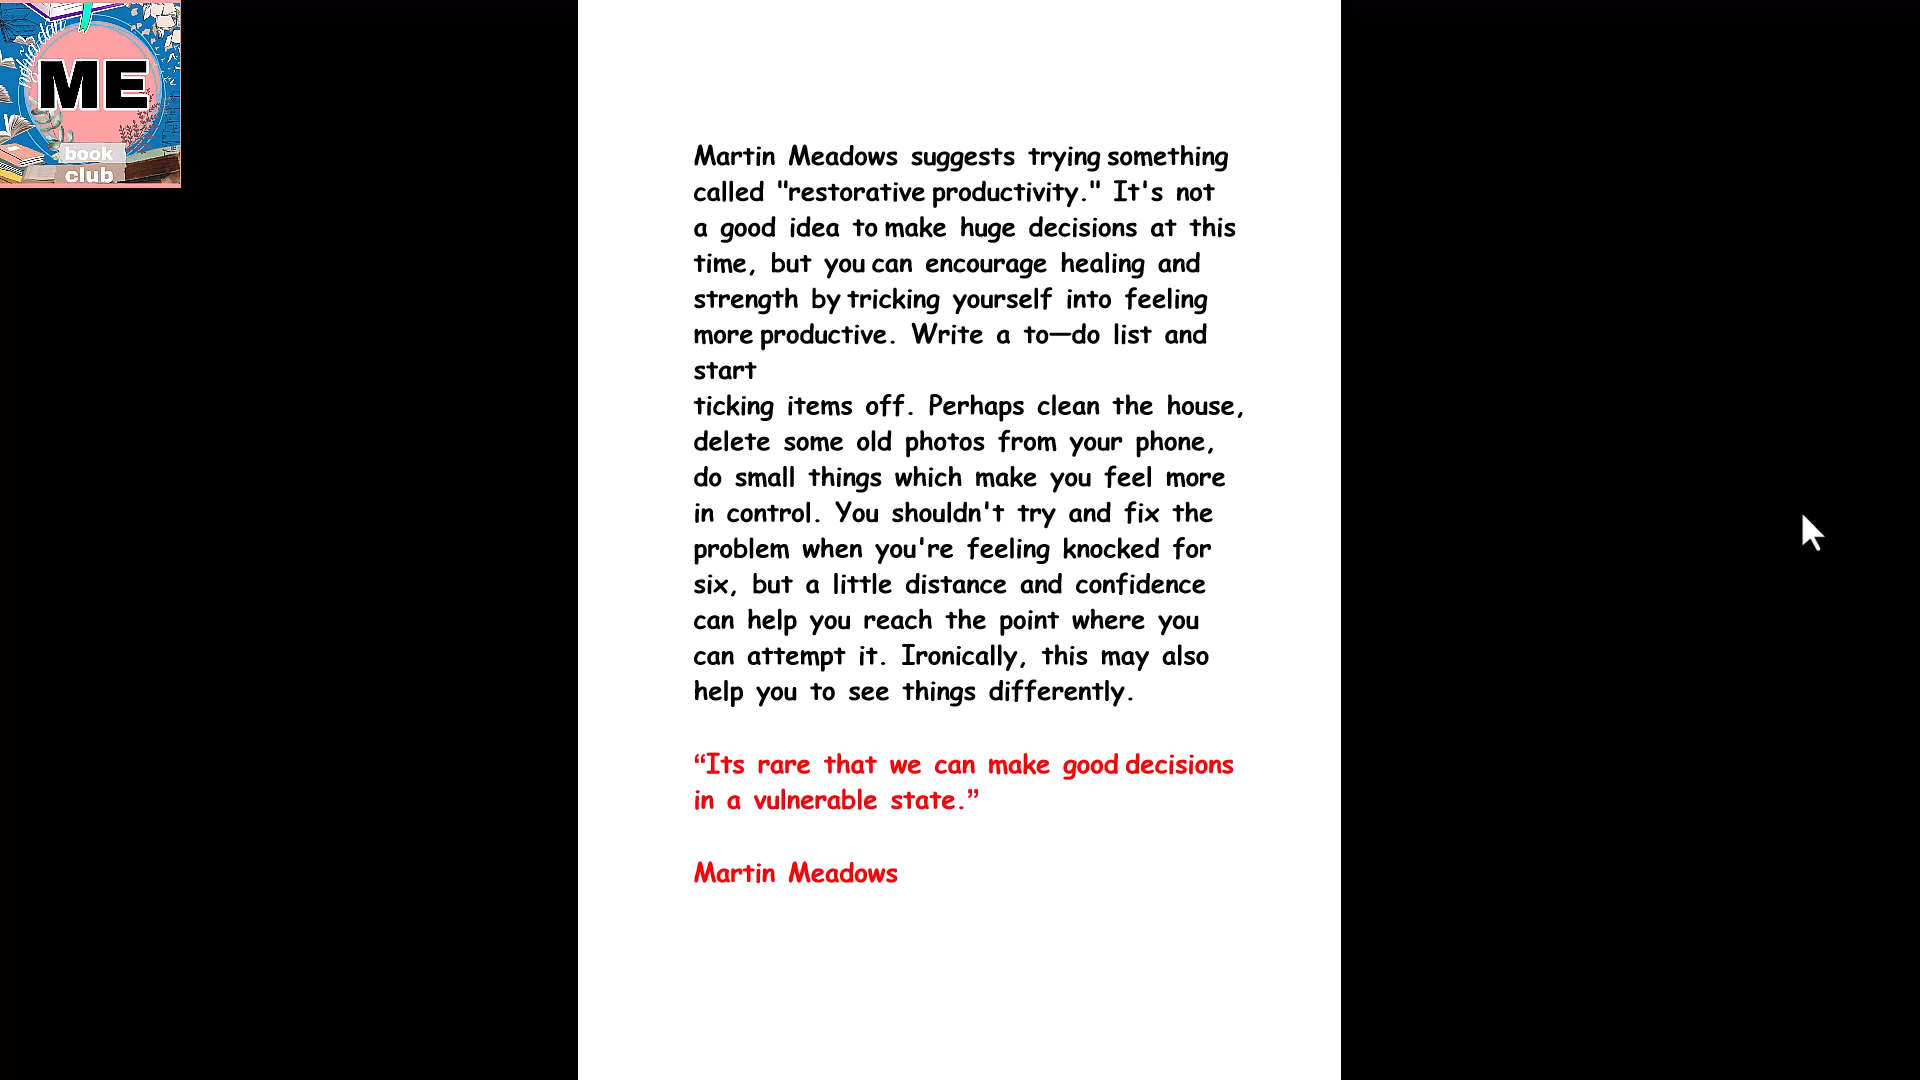 nghia dan
ME
book
club
Martin Meadows suggests trying something
called "restorative productivity." It's not
a good idea to make huge decisions at this
time, but you can encourage healing and
strength by tricking yourself into feeling
more productive. Write a to—do list and
start
ticking items off. Perhaps clean the house,
delete some old photos from your phone,
do small things which make you feel more
in control. You shouldn't try and fix the
problem when you're feeling knocked for
six, but a little distance and confidence
can help you reach the point where you
can attempt it. Ironically, this may also
help you to see things differently.
“Its rare that we can make good decisions
in a vulnerable state.”
Martin Meadows